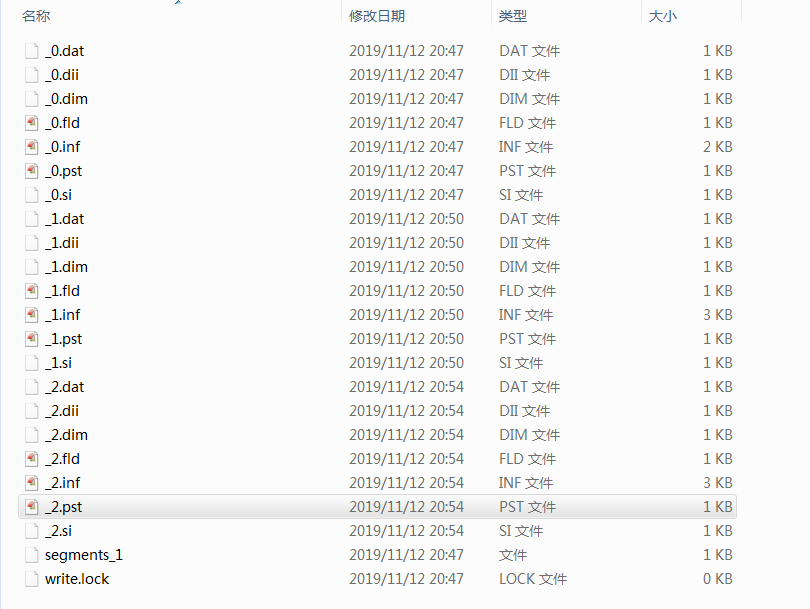 名称 修改日期 类型 大小
_0.dat 2019/11/12 20:47 DAT 文件 1 KB
_0.dii 2019/11/12 20:47 DII 文件 1 KB
_0.dim 2019/11/12 20:47 DIM 文件 1 KB
_0.fld 2019/11/12 20:47 FLD 文件 1 KB
_0.inf 2019/11/12 20:47 INF 文件 2 KB
_0.pst 2019/11/12 20:47 PST 文件 1 KB
_0.si 2019/11/12 20:47 SI 文件 1 KB
_1.dat 2019/11/12 20:50 DAT 文件 1 KB
_1.dii 2019/11/12 20:50 DII 文件 1 KB
_1.dim 2019/11/12 20:50 DIM 文件 1 KB
_1.fld 2019/11/12 20:50 FLD 文件 1 KB
_1.inf 2019/11/12 20:50 INF 文件 3 KB
_1.pst 2019/11/12 20:50 PST 文件 1 KB
_1.si 2019/11/12 20:50 SI 文件 1 KB
_2.dat 2019/11/12 20:54 DAT 文件 1 KB
_2.dii 2019/11/12 20:54 DII 文件 1 KB
_2.dim 2019/11/12 20:54 DIM 文件 1 KB
_2.fld 2019/11/12 20:54 FLD 文件 1 KB
_2.inf 2019/11/12 20:54 INF 文件 3 KB
_2.pst 2019/11/12 20:54 PST 文件 1 KB
_2.si 2019/11/12 20:54 SI 文件 1 KB
segments_1 2019/11/12 20:47 文件 1 KB
write.lock 2019/11/12 20:47 LOCK 文件 0 KB